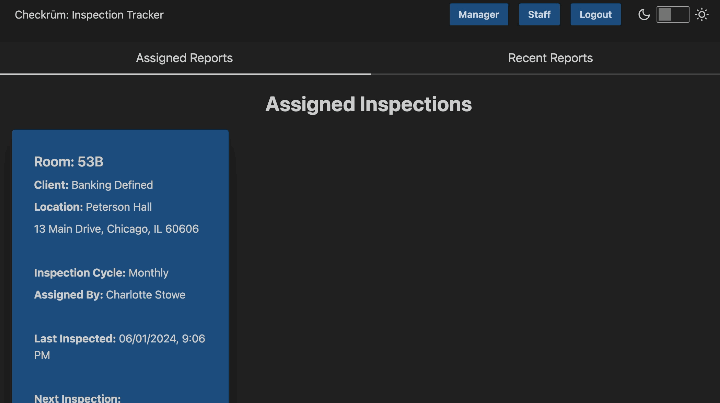 Checkrüm: Inspection Tracker
Manager
Staff
Logout
Assigned Reports
Recent Reports
Assigned Inspections
Room: 53B
Client: Banking Defined
Location: Peterson Hall
13 Main Drive, Chicago, IL 60606
Inspection Cycle: Monthly
Assigned By: Charlotte Stowe
Last Inspected: 06/01/2024, 9:06
PM
Next Inspection: